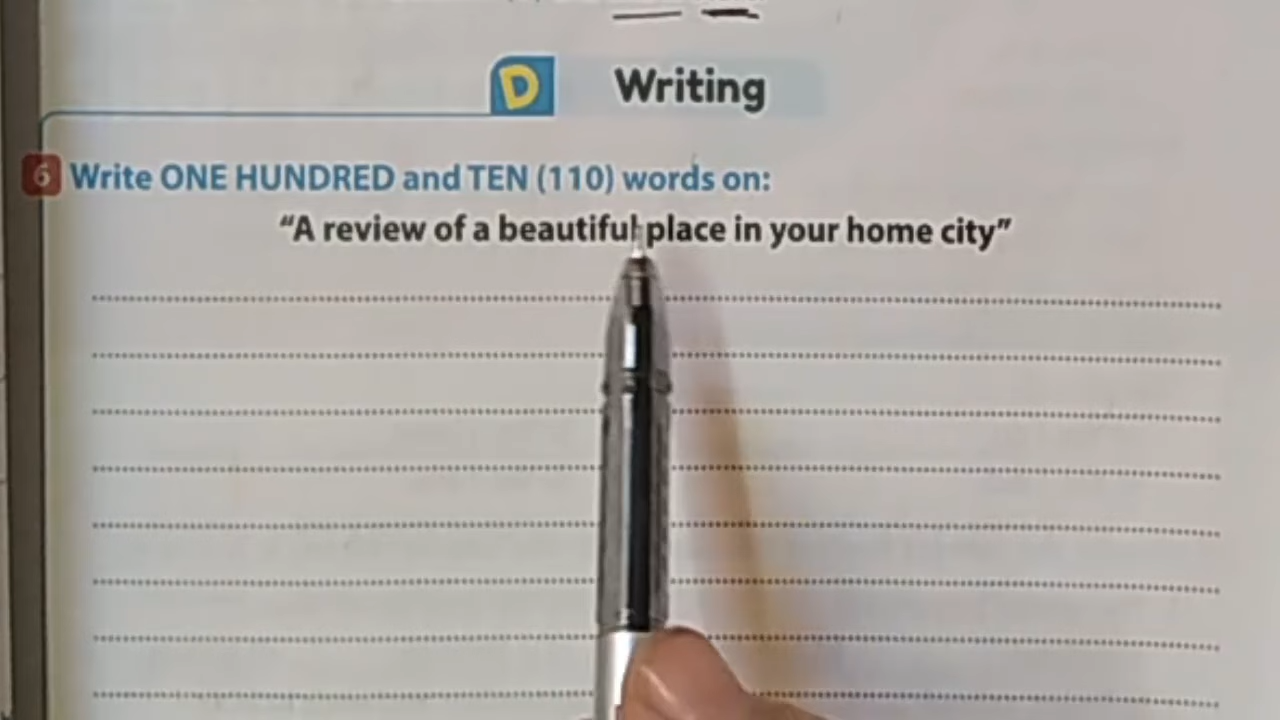 D Writing
6 Write ONE HUNDRED and TEN (110) words on:
“A review of a beautiful place in your home city”